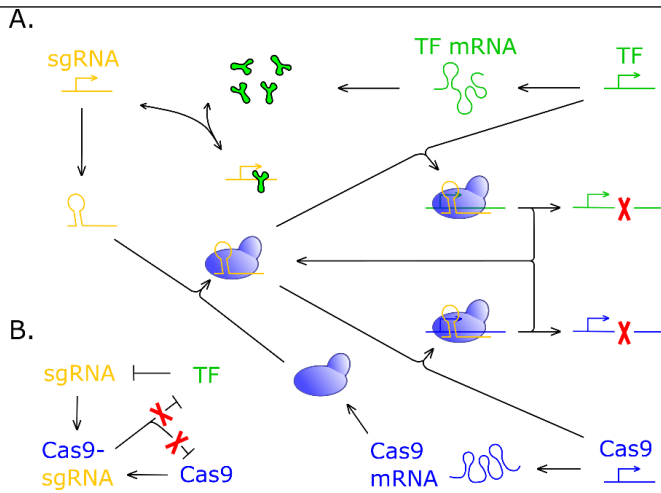 A.
sgRNA
TF mRNA
TF
B.
sgRNA
TF
Cas9-
sgRNA
Cas9
Cas9
mRNA
Cas9